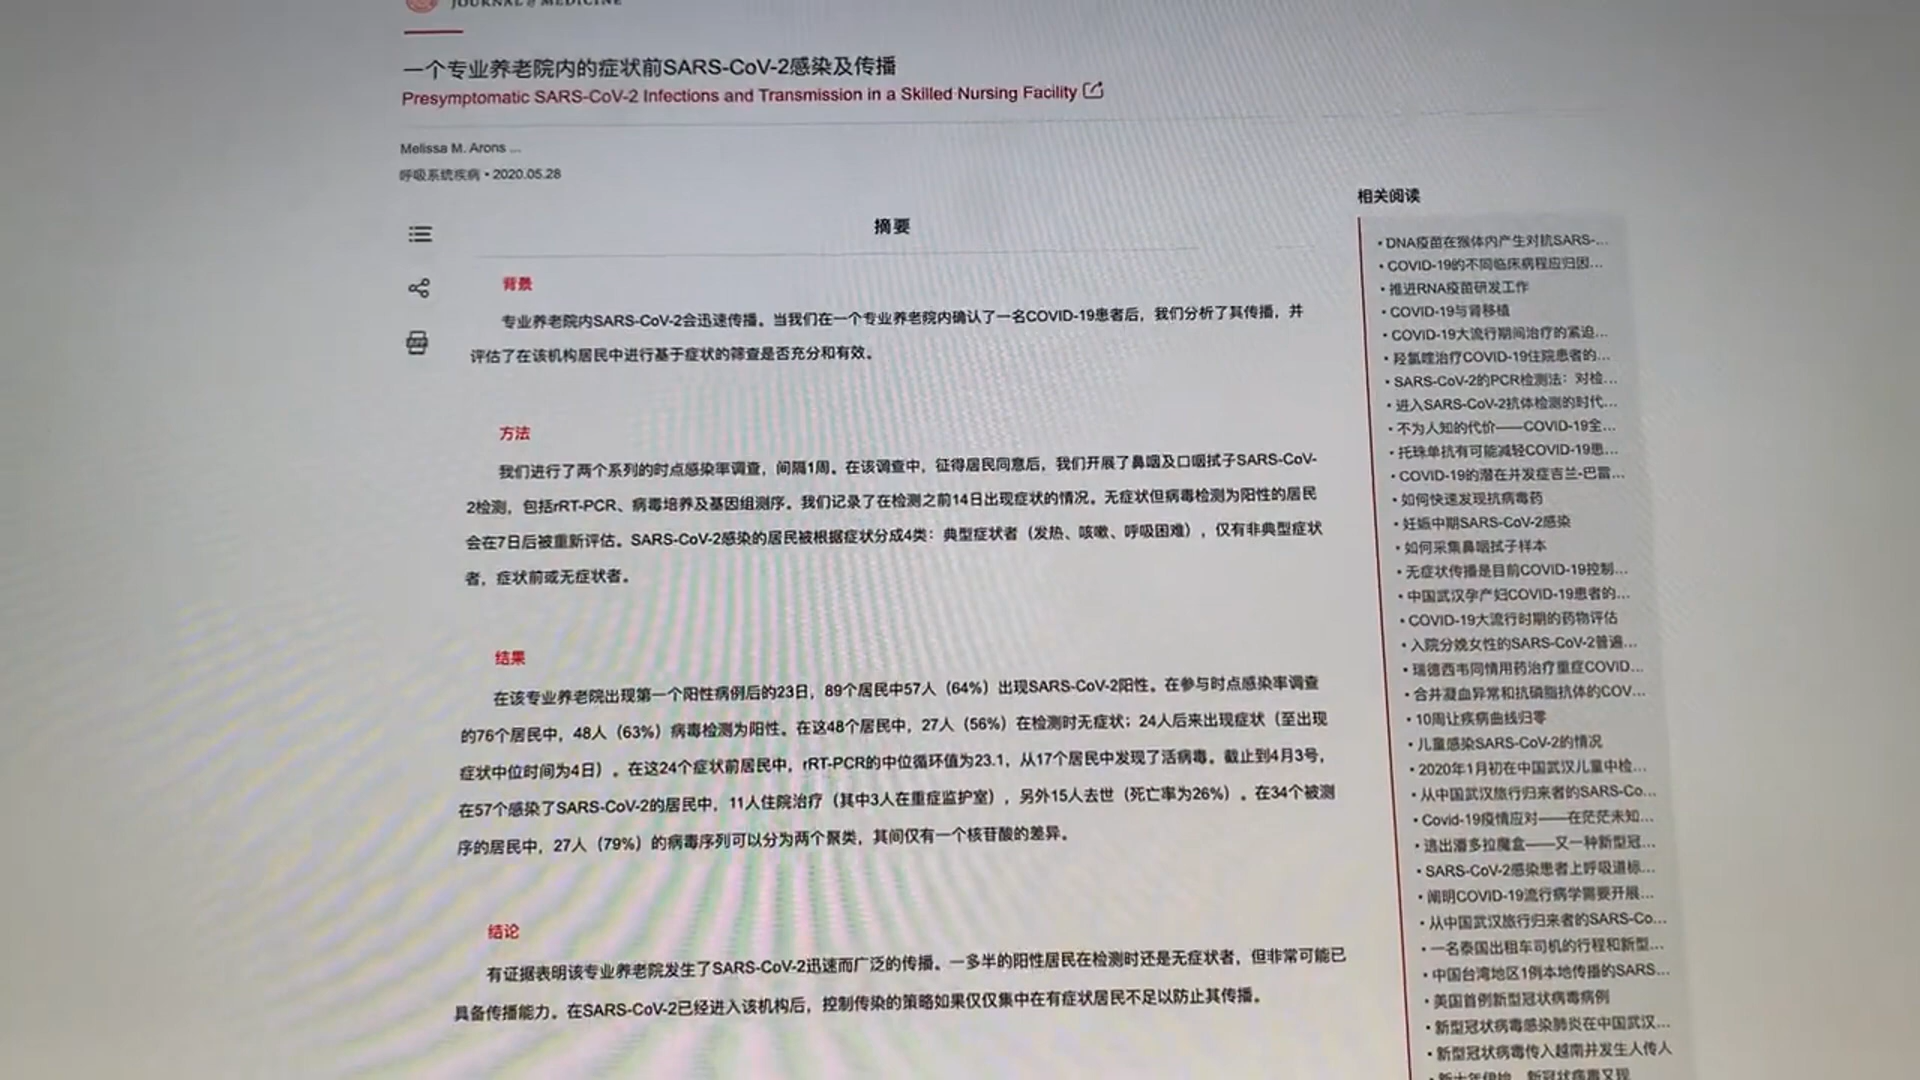 JOURNAL of MEDICINE
一个专业养老院内的症状前SARS-CoV-2感染及传播
Presymptomatic SARS-CoV-2 Infections and Transmission in a Skilled Nursing Facility
Melissa M. Arons ...
呼吸系统疾病 • 2020.05.28
摘要
背景
专业养老院内SARS-CoV-2会迅速传播。当我们在一个专业养老院内确认了一名COVID-19患者后，我们分析了其传播，并
评估了在该机构居民中进行基于症状的筛查是否充分和有效。
方法
我们进行了两个系列的时点感染率调查，间隔1周。在该调查中，征得居民同意后，我们开展了鼻咽及口咽拭子SARS-CoV-
2检测，包括rRT-PCR、病毒培养及基因组测序。我们记录了在检测之前14日出现症状的情况。无症状但病毒检测为阳性的居民
会在7日后被重新评估。SARS-CoV-2感染的居民被根据症状分成4类：典型症状者（发热、咳嗽、呼吸困难），仅有非典型症状
者，症状前或无症状者。
结果
在该专业养老院出现第一个阳性病例后的23日，89个居民中57人（64%）出现SARS-CoV-2阳性。在参与时点感染率调查
的76个居民中，48人（63%）病毒检测为阳性。在这48个居民中，27人（56%）在检测时无症状；24人后来出现症状（至出现
症状中位时间为4日）。在这24个症状前居民中，rRT-PCR的中位循环值为23.1，从17个居民中发现了活病毒。截止到4月3号，
在57个感染了SARS-CoV-2的居民中，11人住院治疗（其中3人在重症监护室），另外15人去世（死亡率为26%）。在34个被测
序的居民中，27人（79%）的病毒序列可以分为两个聚类，其间仅有一个核苷酸的差异。
结论
有证据表明该专业养老院发生了SARS-CoV-2迅速而广泛的传播。一多半的阳性居民在检测时还是无症状者，但非常可能已
具备传播能力。在SARS-CoV-2已经进入该机构后，控制传染的策略如果仅仅集中在有症状居民不足以防止其传播。
相关阅读
• DNA疫苗在猴体内产生对抗SARS-...
• COVID-19的不同临床病程应归因...
• 推进RNA疫苗研发工作
• COVID-19与肾移植
• COVID-19大流行期间治疗的紧迫...
• 羟氯喹治疗COVID-19住院患者的...
• SARS-CoV-2的PCR检测法：对检...
• 进入SARS-CoV-2抗体检测的时代...
• 不为人知的代价——COVID-19全...
• 托珠单抗有可能减轻COVID-19患...
• COVID-19的潜在并发症吉兰-巴雷...
• 如何快速发现抗病毒药
• 妊娠中期SARS-CoV-2感染
• 如何采集鼻咽拭子样本
• 无症状传播是目前COVID-19控制...
• 中国武汉孕产妇COVID-19患者的...
• COVID-19大流行时期的药物评估
• 入院分娩女性的SARS-CoV-2普遍...
• 瑞德西韦同情用药治疗重症COVID...
• 合并凝血异常和抗磷脂抗体的COV...
• 10周让疾病曲线归零
• 儿童感染SARS-CoV-2的情况
• 2020年1月初在中国武汉儿童中检...
• 从中国武汉旅行归来者的SARS-Co...
• Covid-19疫情应对——在茫茫未知...
• 逃出潘多拉魔盒——又一种新型冠...
• SARS-CoV-2感染患者上呼吸道标...
• 阐明COVID-19流行病学需要开展...
• 从中国武汉旅行归来者的SARS-Co...
• 一名泰国出租车司机的行程和新型...
• 中国台湾地区1例本地传播的SARS...
• 美国首例新型冠状病毒病例
• 新型冠状病毒感染肺炎在中国武汉...
• 新型冠状病毒传入越南并发生人传人